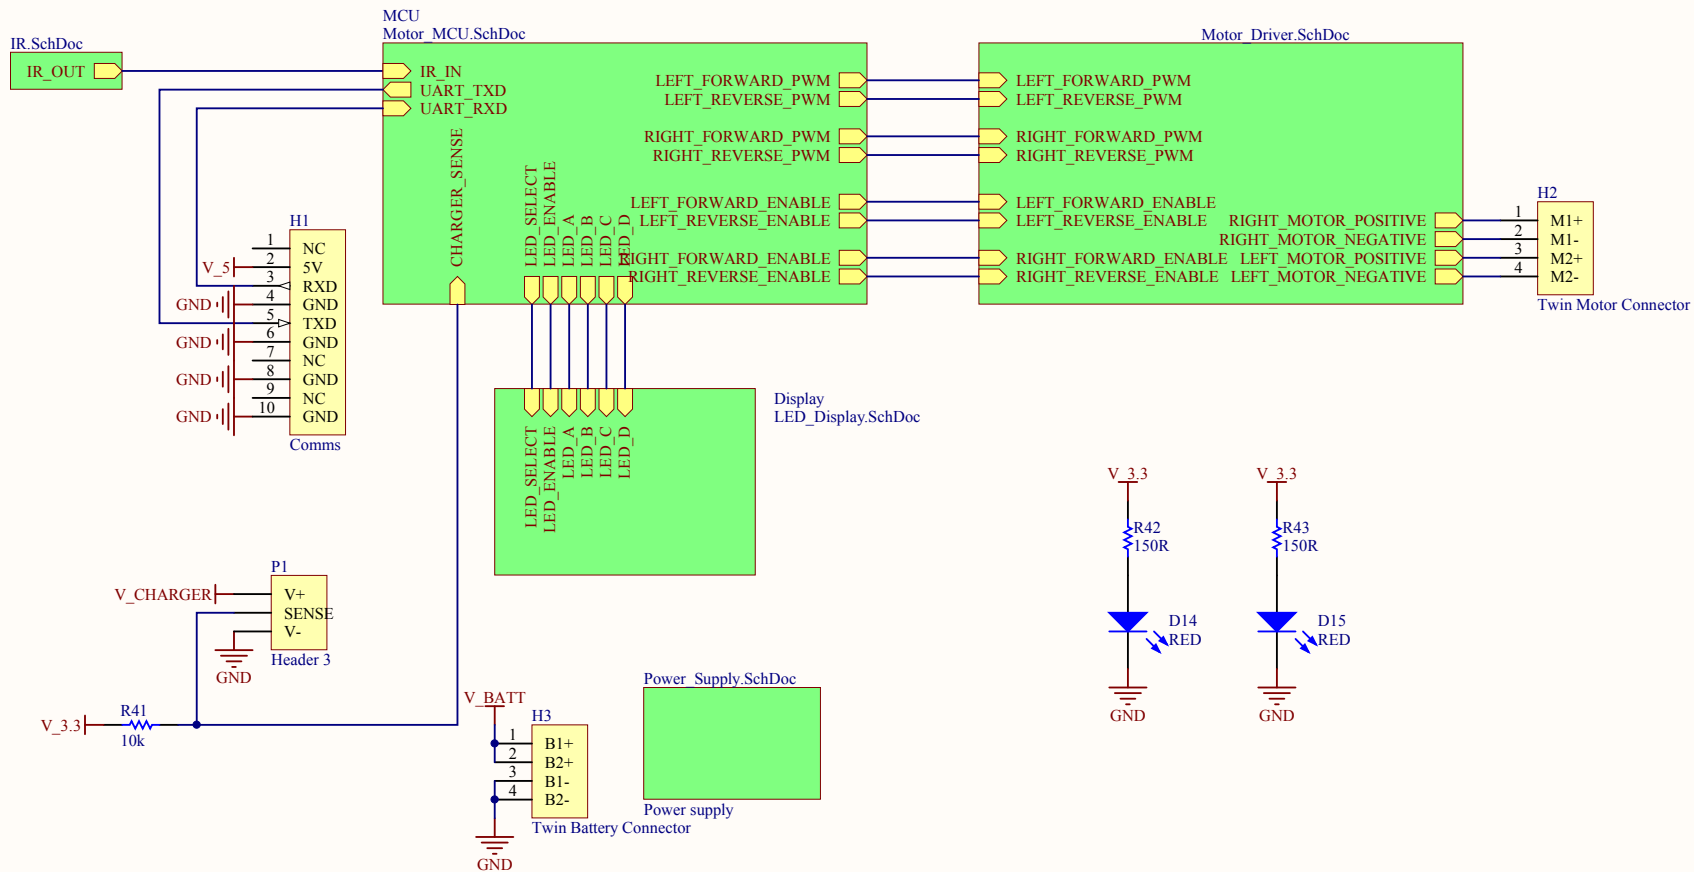 MCU
Motor_MCU.SchDoc
Motor_Driver.SchDoc
IR.SchDoc
IR_OUT
IR_IN
UART_TXD
UART_RXD
CHARGER_SENSE
LED_SELECT
LED_ENABLE
LED_A
LED_B
LED_C
LED_D
LEFT_FORWARD_PWM
LEFT_REVERSE_PWM
RIGHT_FORWARD_PWM
RIGHT_REVERSE_PWM
LEFT_FORWARD_ENABLE
LEFT_REVERSE_ENABLE
RIGHT_FORWARD_ENABLE
RIGHT_REVERSE_ENABLE
LEFT_FORWARD_PWM
LEFT_REVERSE_PWM
RIGHT_FORWARD_PWM
RIGHT_REVERSE_PWM
LEFT_FORWARD_ENABLE
LEFT_REVERSE_ENABLE
RIGHT_FORWARD_ENABLE
RIGHT_REVERSE_ENABLE
RIGHT_MOTOR_POSITIVE
RIGHT_MOTOR_NEGATIVE
LEFT_MOTOR_POSITIVE
LEFT_MOTOR_NEGATIVE
H2
1 M1+
2 M1-
3 M2+
4 M2-
Twin Motor Connector
H1
1 NC
V_5 2 5V
3 RXD
GND 4 GND
5 TXD
GND 6 GND
7 NC
GND 8 GND
9 NC
GND 10 GND
Comms
Display
LED_Display.SchDoc
LED_SELECT
LED_ENABLE
LED_A
LED_B
LED_C
LED_D
P1
V_CHARGER V+
SENSE
V-
Header 3
GND
V_3.3
R41
10k
V_BATT
H3
1 B1+
2 B2+
3 B1-
4 B2-
Twin Battery Connector
GND
Power_Supply.SchDoc
Power supply
V_3.3
R42
150R
D14
RED
GND
V_3.3
R43
150R
D15
RED
GND